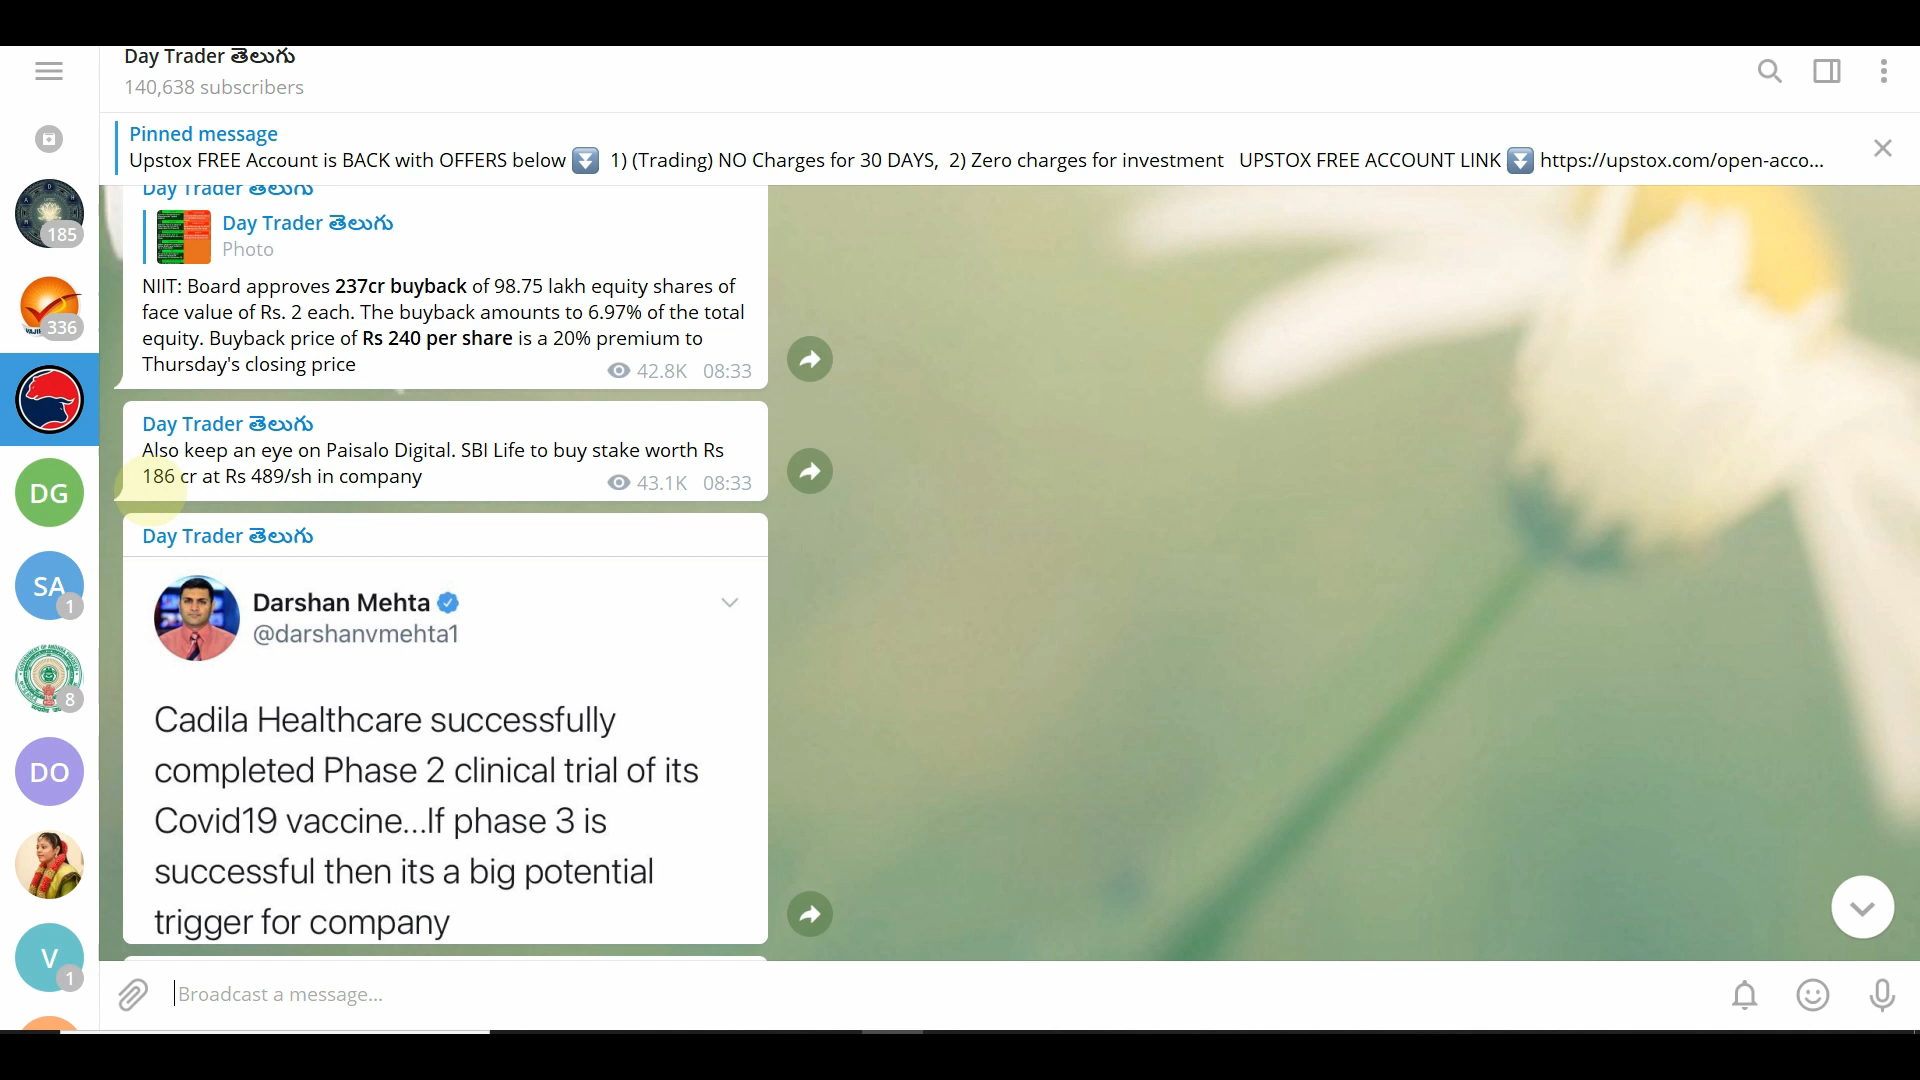 Day Trader తెలుగు
140,638 subscribers
Pinned message
Upstox FREE Account is BACK with OFFERS below ⏬ 1) (Trading) NO Charges for 30 DAYS, 2) Zero charges for investment UPSTOX FREE ACCOUNT LINK ⏬ https://upstox.com/open-acco...
Day Trader తెలుగు
Day Trader తెలుగు
Photo
NIIT: Board approves 237cr buyback of 98.75 lakh equity shares of
face value of Rs. 2 each. The buyback amounts to 6.97% of the total
equity. Buyback price of Rs 240 per share is a 20% premium to
Thursday's closing price
42.8K 08:33
Day Trader తెలుగు
Also keep an eye on Paisalo Digital. SBI Life to buy stake worth Rs
186 cr at Rs 489/sh in company
43.1K 08:33
Day Trader తెలుగు
Darshan Mehta
@darshanvmehta1
Cadila Healthcare successfully
completed Phase 2 clinical trial of its
Covid19 vaccine...If phase 3 is
successful then its a big potential
trigger for company
Broadcast a message...
185
336
DG
SA
1
8
DO
V
1